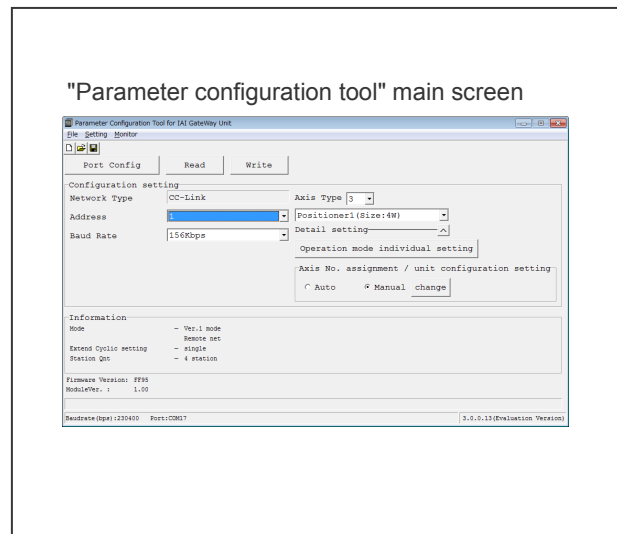 "Parameter configuration tool" main screen
Parameter Configuration Tool for IAI GateWay Unit
File Setting Monitor
Port Config Read Write
Configuration setting
Network Type CC-Link Axis Type 3
Address 1 Positioner1(Size:4W)
Detail setting
Baud Rate 156Kbps
Operation mode individual setting
Axis No. assignment / unit configuration setting
Auto Manual change
Information
Mode — Ver.1 mode
Remote net
Extend Cyclic setting — single
Station Qnt — 4 station
Firmware Version: FF95
ModuleVer. : 1.00
Baudrate(bps):230400 Port:COM17 3.0.0.13(Evaluation Version)